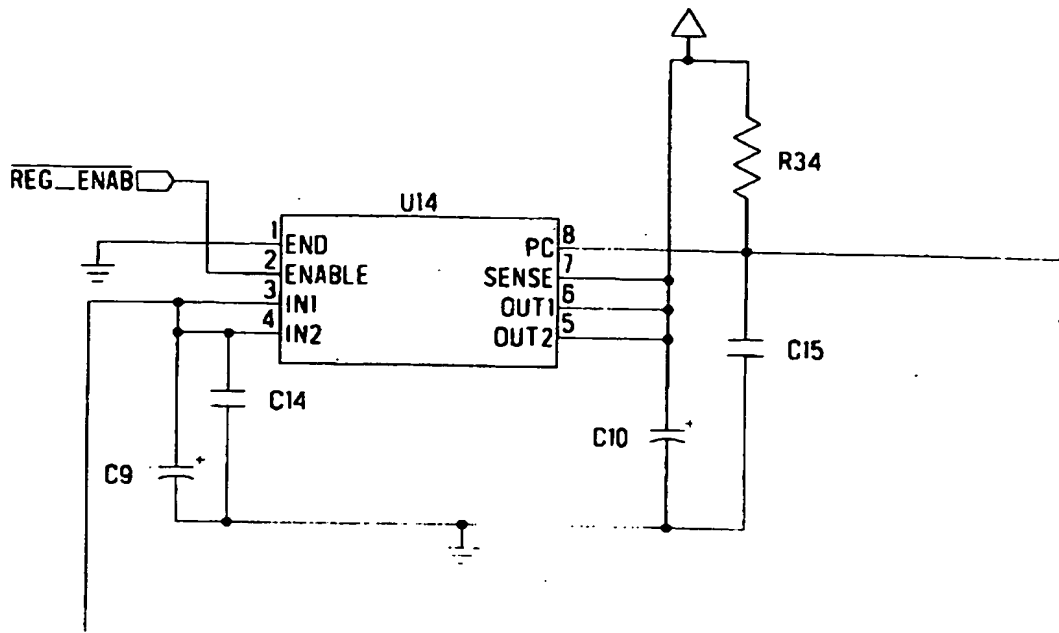 R34
REG_ENAB
U14
1 END
2 ENABLE
3 IN1
4 IN2
PC 8
SENSE 7
OUT1 6
OUT2 5
C15
C14
C10 +
C9 +